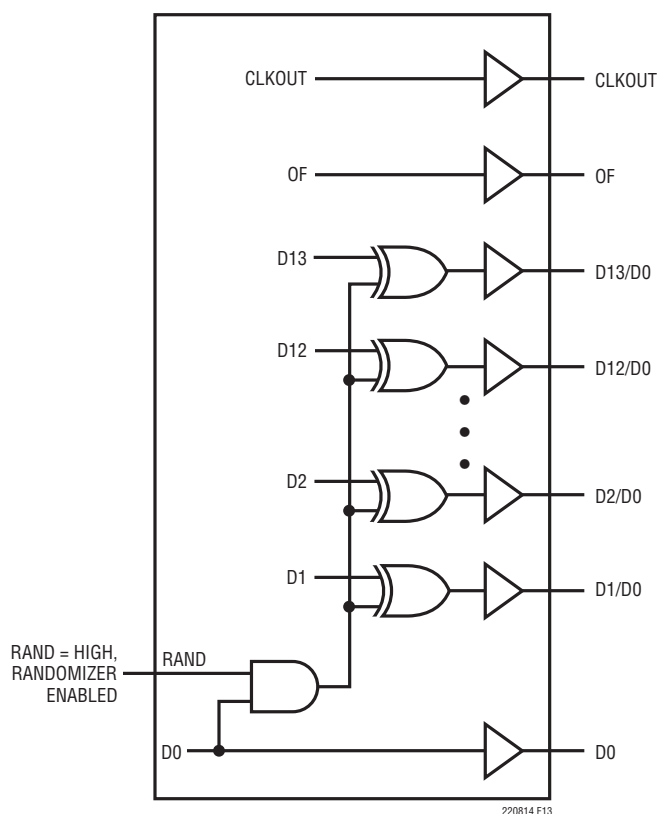 CLKOUT CLKOUT
OF OF
D13 D13/D0
D12 D12/D0
D2 D2/D0
D1 D1/D0
RAND = HIGH,
RANDOMIZER
ENABLED
RAND
D0 D0
220814 F13